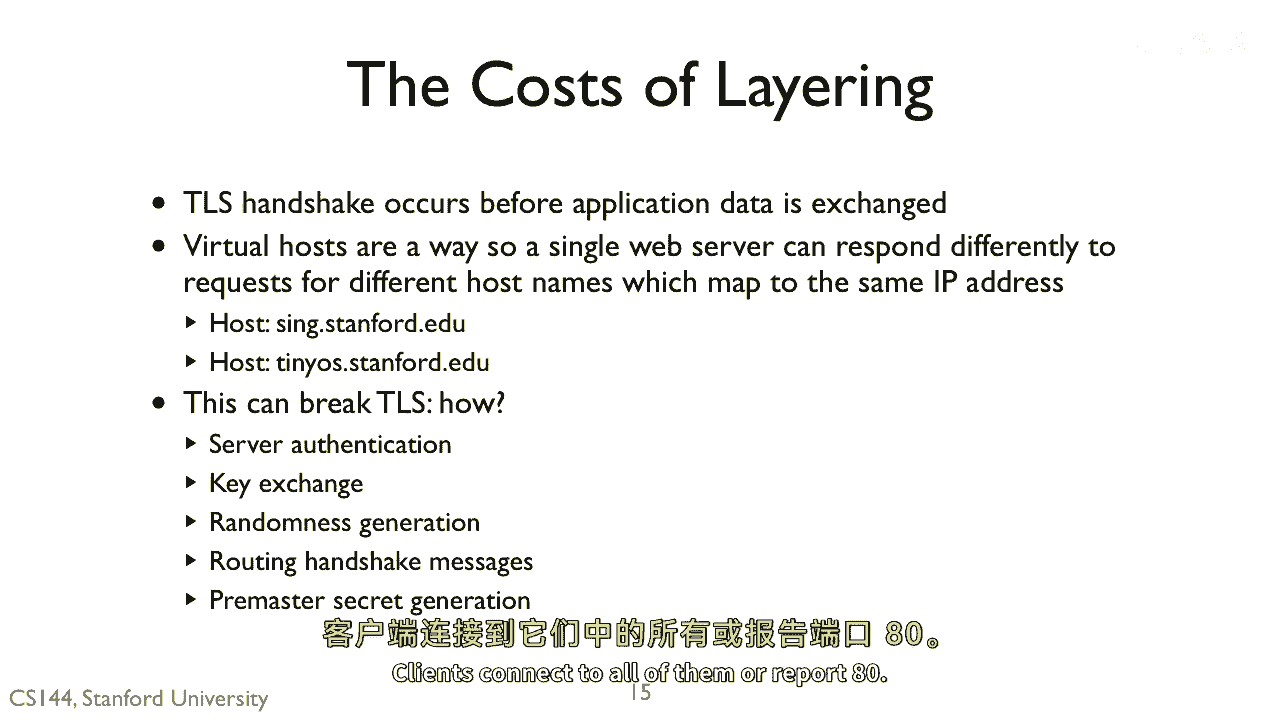 The Costs of Layering
• TLS handshake occurs before application data is exchanged
• Virtual hosts are a way so a single web server can respond differently to
requests for different host names which map to the same IP address
‣ Host: sing.stanford.edu
‣ Host: tinyos.stanford.edu
• This can break TLS: how?
‣ Server authentication
‣ Key exchange
‣ Randomness generation
‣ Routing handshake messages
‣ Premaster secret generation
客户端连接到它们中的所有或报告端口 80。
Clients connect to all of them or report 80.
CS144, Stanford University
15